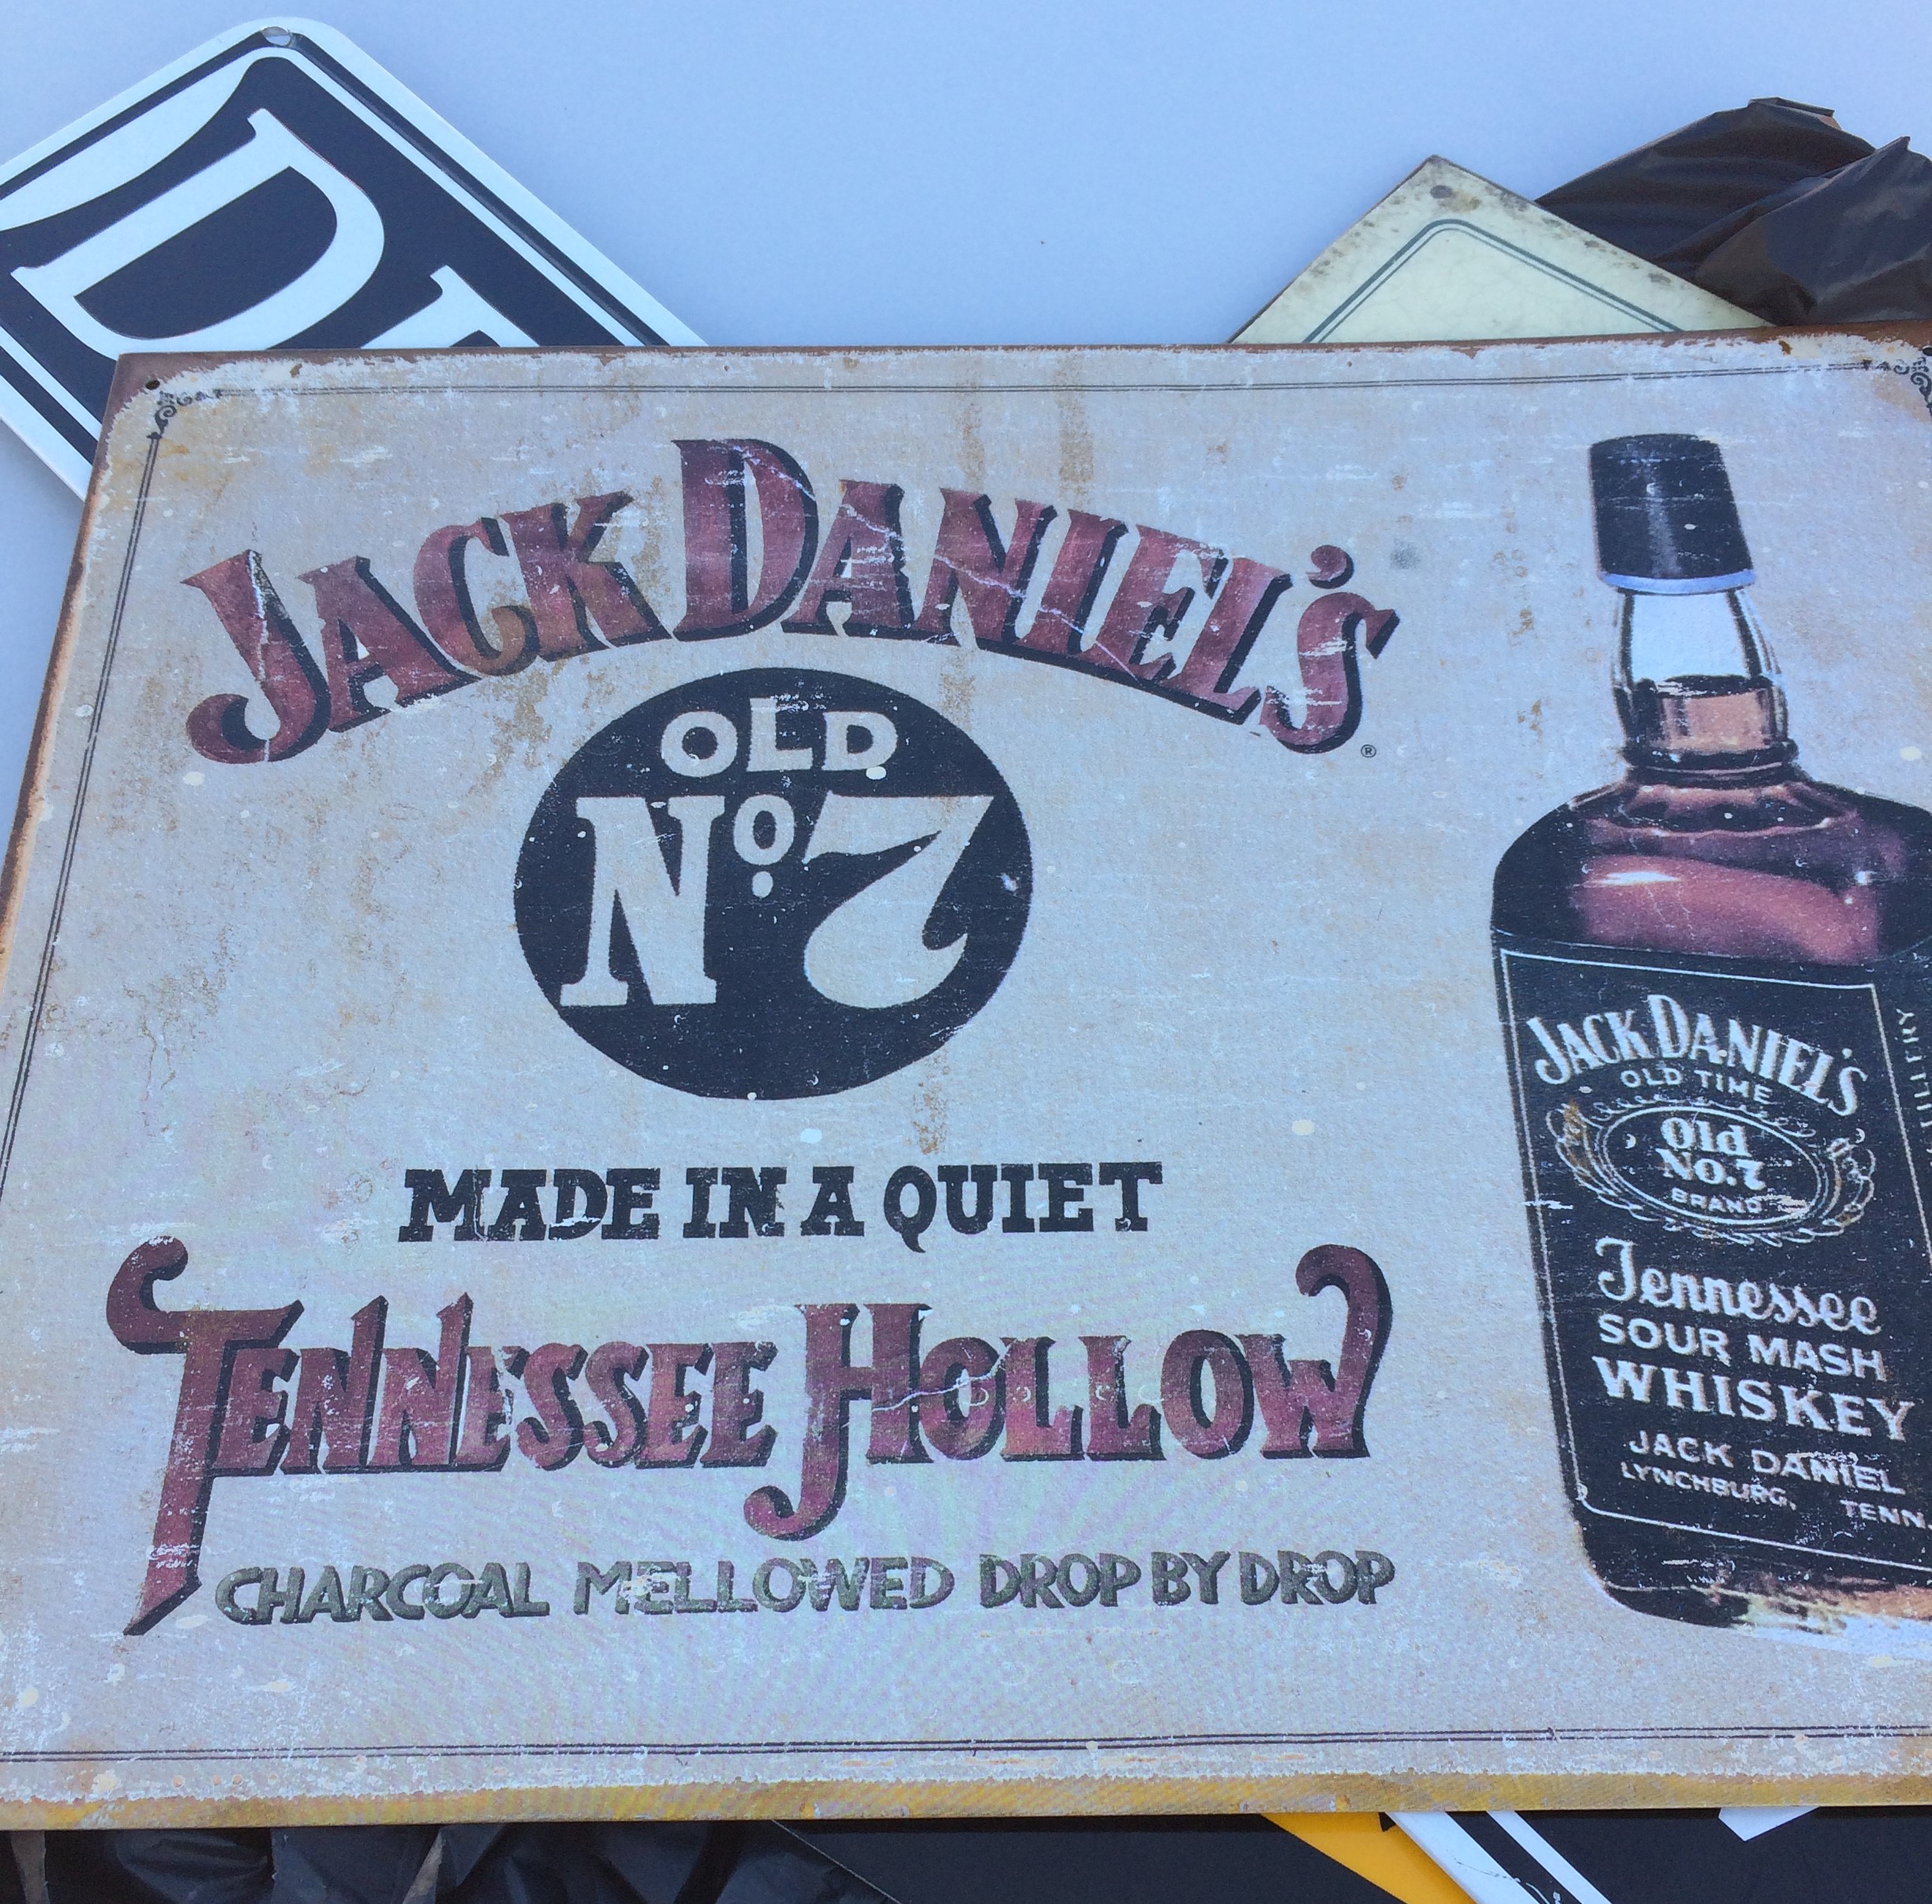 D
JACK DANIEL'S
®
OLD
No. 7
MADE IN A QUIET
TENNESSEE HOLLOW
CHARCOAL MELLOWED DROP BY DROP
JACK DANIEL'S
OLD TIME
Old
No. 7
BRAND
Tennessee
SOUR MASH
WHISKEY
JACK DANIEL
LYNCHBURG, TENN.